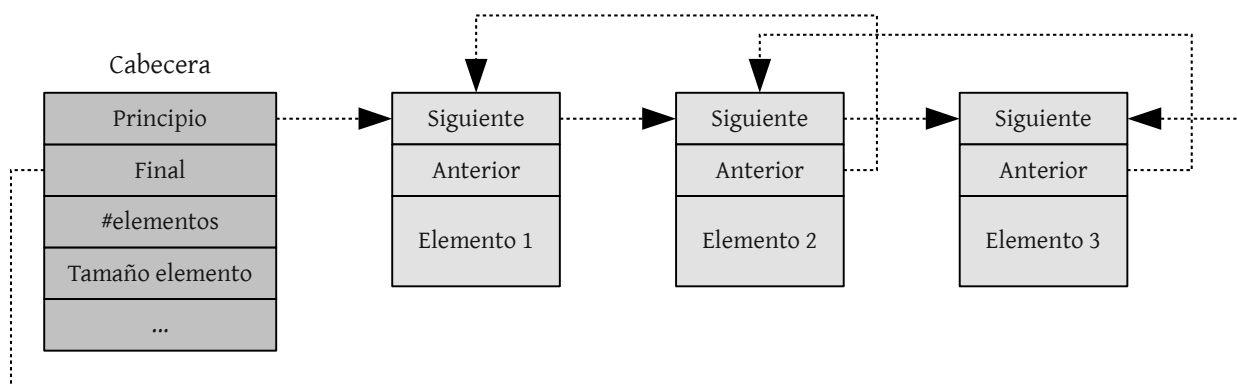 Cabecera
Principio
Final
#elementos
Tamaño elemento
...
Siguiente
Anterior
Elemento 1
Siguiente
Anterior
Elemento 2
Siguiente
Anterior
Elemento 3